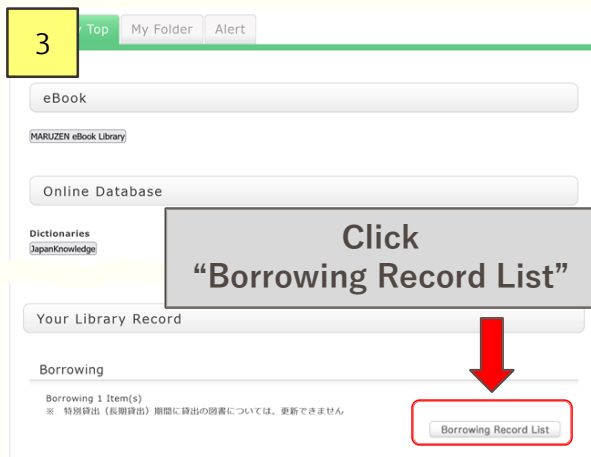 3
Top
My Folder
Alert
eBook
MARUZEN eBook Library
Online Database
Dictionaries
JapanKnowledge
Click
“Borrowing Record List”
Your Library Record
Borrowing
Borrowing 1 Item(s)
※ 特別貸出（長期貸出）期間に貸出の図書については、更新できません
Borrowing Record List